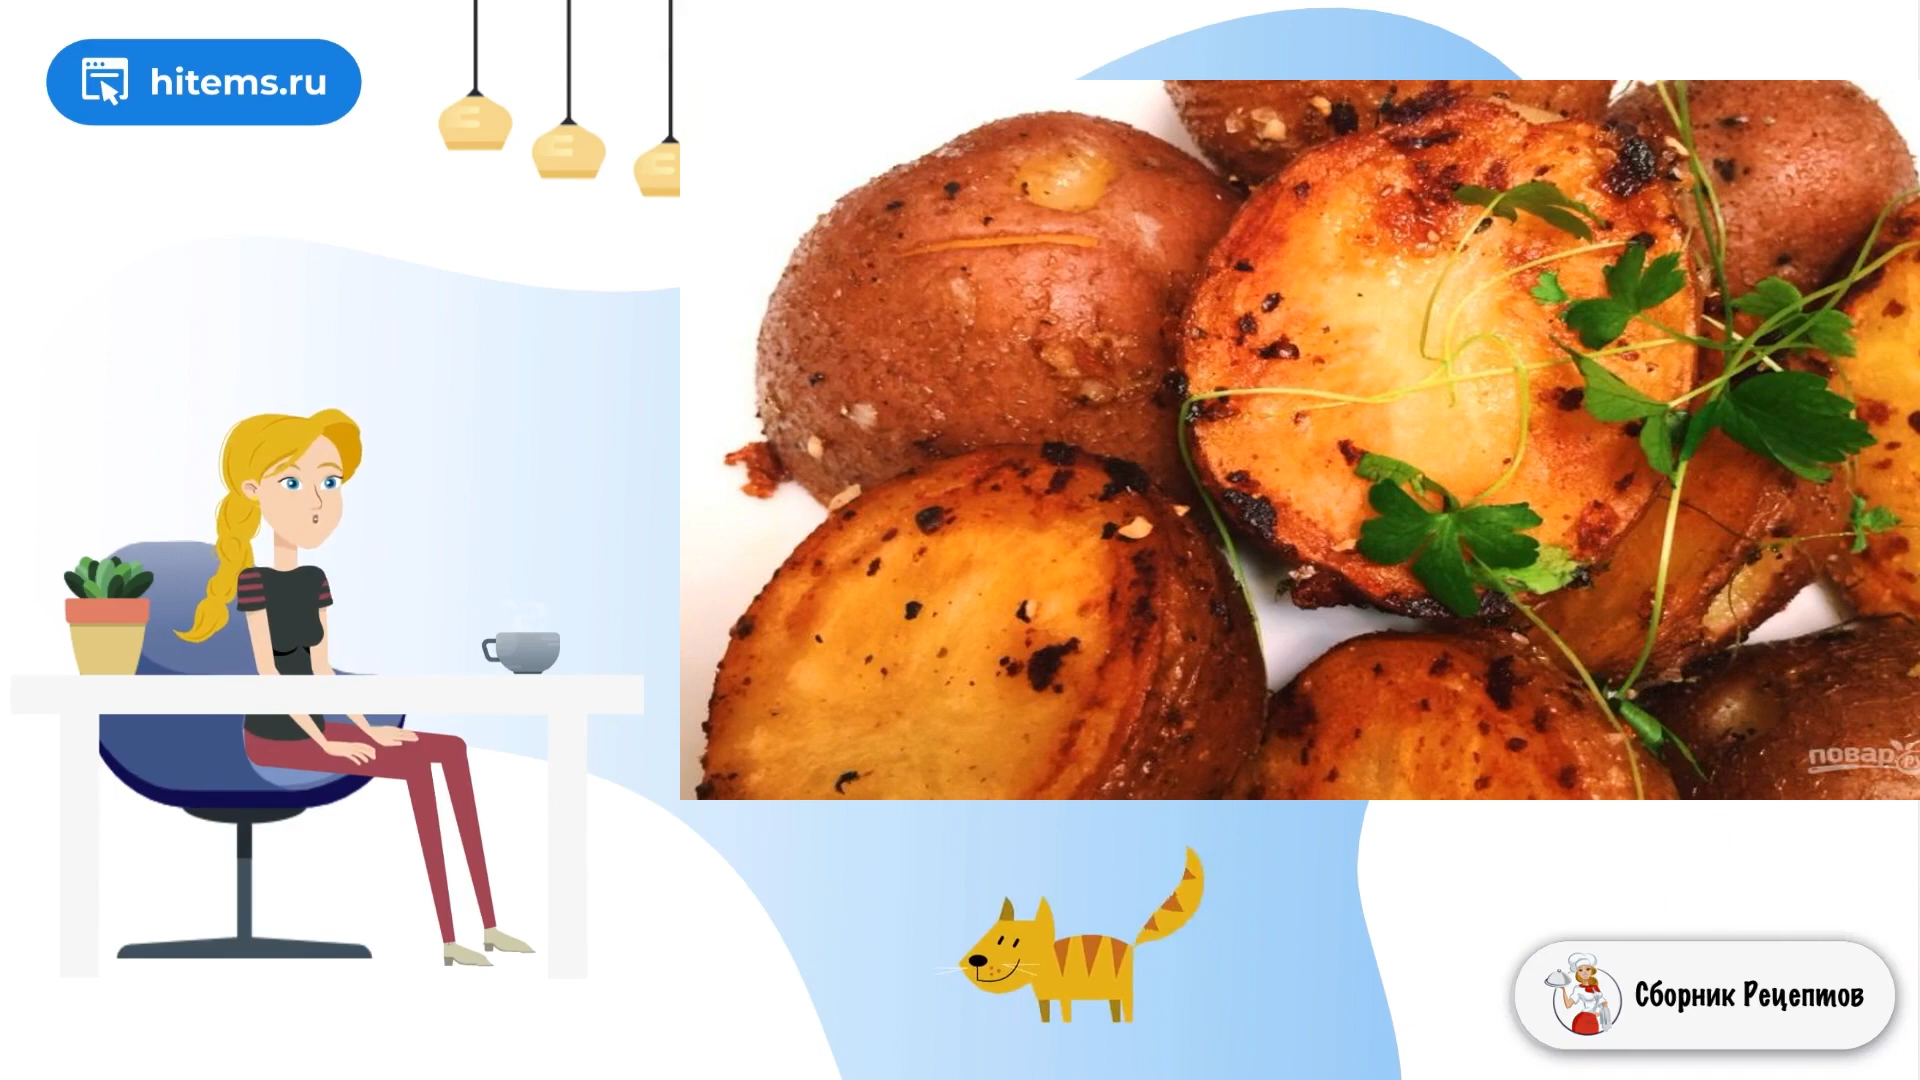 hitems.ru
повар
Сборник Рецептов